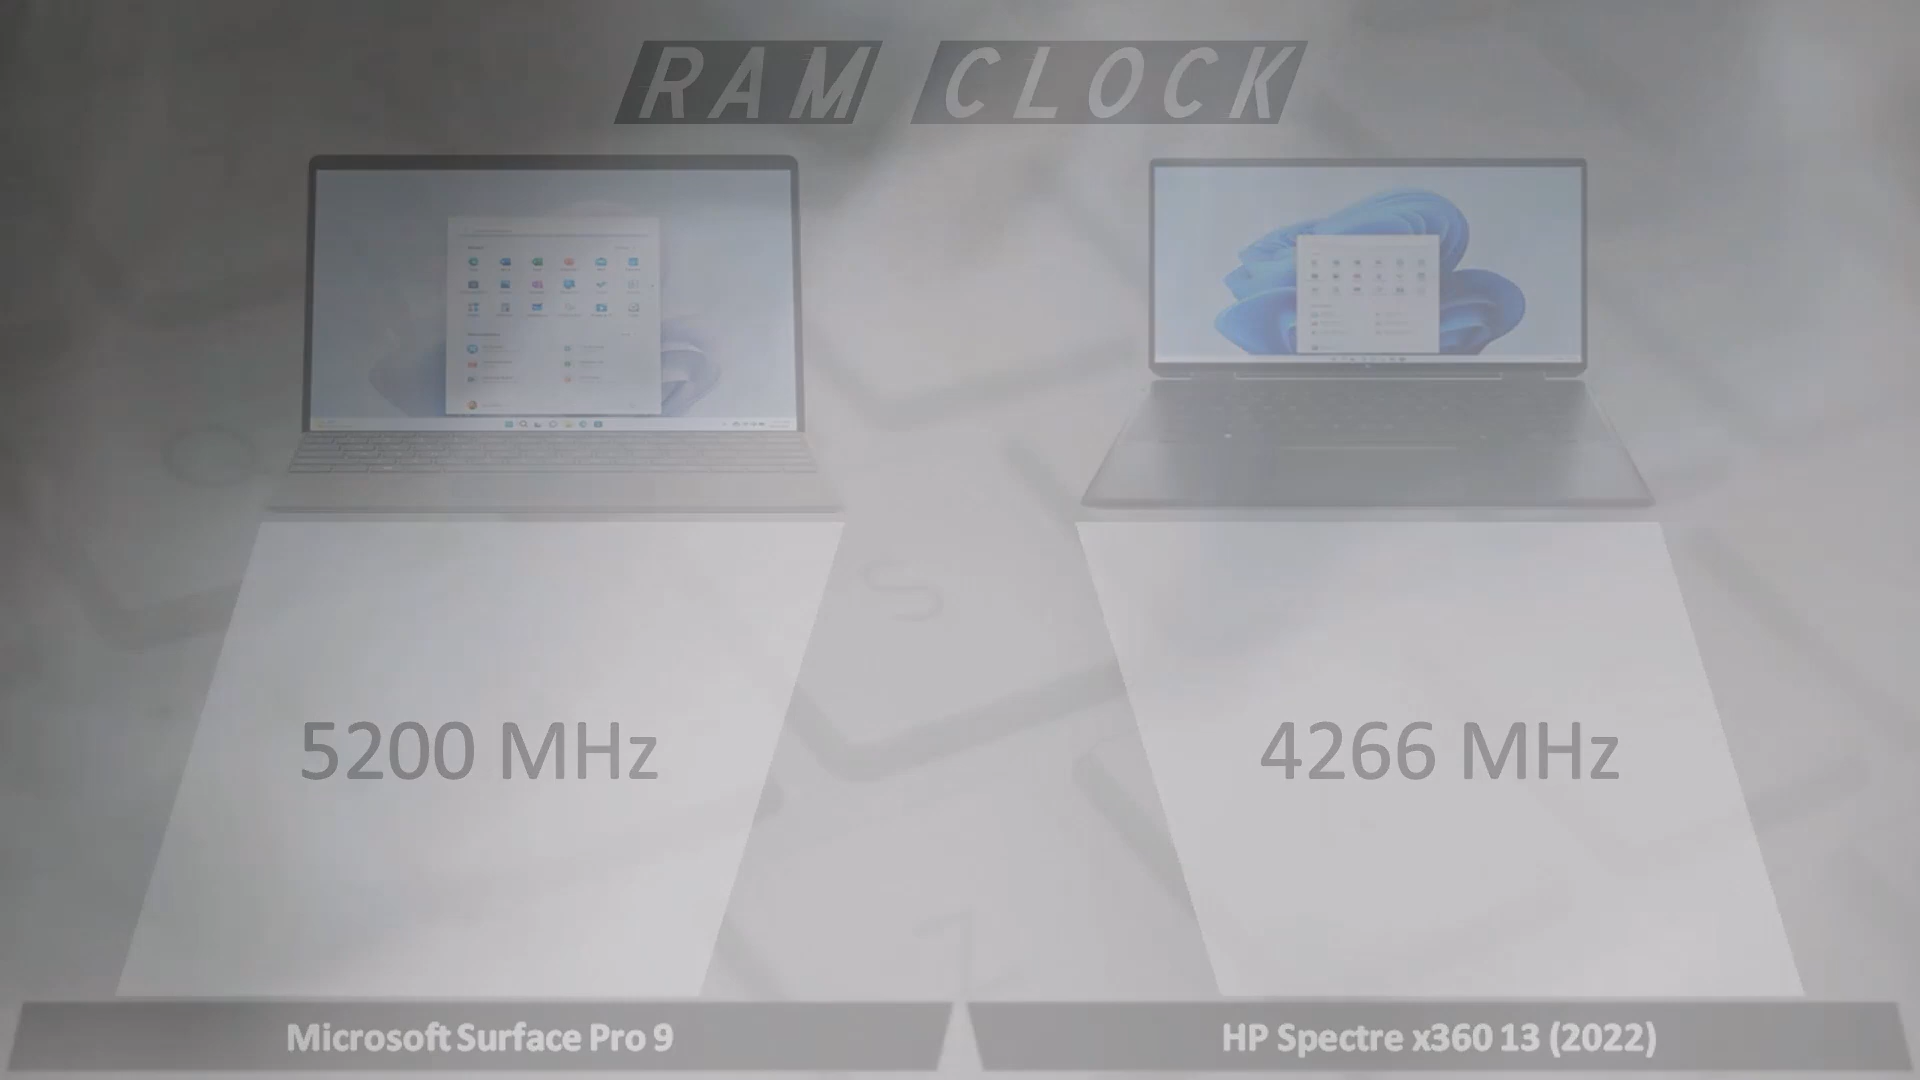 RAM CLOCK
5200 MHz
4266 MHz
Microsoft Surface Pro 9
HP Spectre x360 13 (2022)